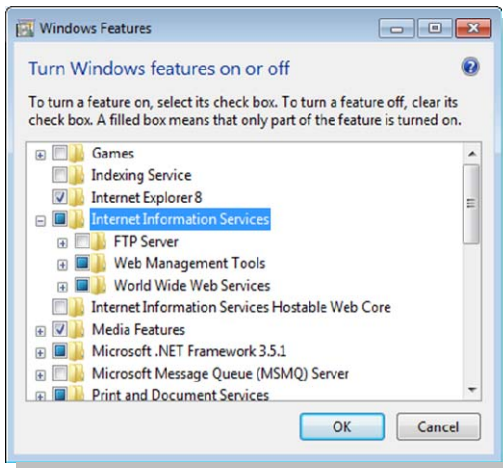 Windows Features
Turn Windows features on or off
To turn a feature on, select its check box. To turn a feature off, clear its
check box. A filled box means that only part of the feature is turned on.
Games
Indexing Service
Internet Explorer 8
Internet Information Services
FTP Server
Web Management Tools
World Wide Web Services
Internet Information Services Hostable Web Core
Media Features
Microsoft .NET Framework 3.5.1
Microsoft Message Queue (MSMQ) Server
Print and Document Services
OK Cancel